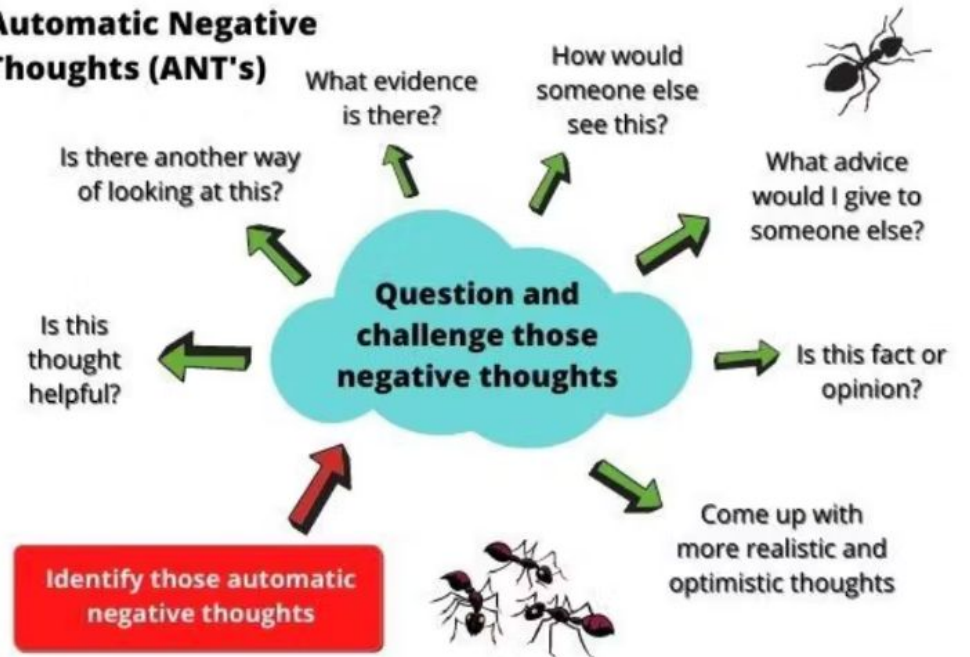 Automatic Negative
Thoughts (ANT's)
What evidence
is there?
How would
someone else
see this?
Is there another way
of looking at this?
What advice
would I give to
someone else?
Question and
challenge those
negative thoughts
Is this
thought
helpful?
Is this fact or
opinion?
Come up with
more realistic and
optimistic thoughts
Identify those automatic
negative thoughts